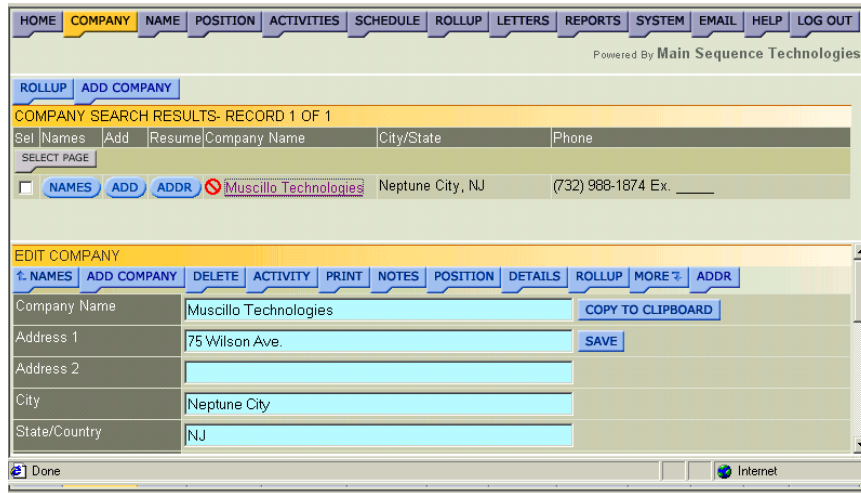 HOME COMPANY NAME POSITION ACTIVITIES SCHEDULE ROLLUP LETTERS REPORTS SYSTEM EMAIL HELP LOG OUT
Powered By Main Sequence Technologies
ROLLUP ADD COMPANY
COMPANY SEARCH RESULTS- RECORD 1 OF 1
Sel Names Add Resume Company Name City/State Phone
SELECT PAGE
NAMES ADD ADDR Muscillo Technologies Neptune City, NJ (732) 988-1874 Ex. _____
EDIT COMPANY
NAMES ADD COMPANY DELETE ACTIVITY PRINT NOTES POSITION DETAILS ROLLUP MORE ADDR
Company Name Muscillo Technologies COPY TO CLIPBOARD
Address 1 75 Wilson Ave. SAVE
Address 2
City Neptune City
State/Country NJ
Done Internet